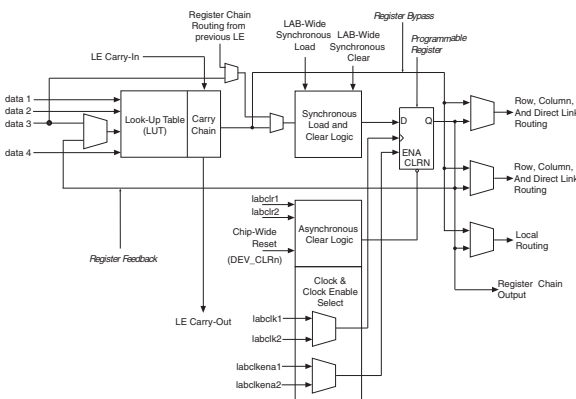 Register Chain
Routing from
previous LE
LAB-Wide
Synchronous
Load
LAB-Wide
Synchronous
Clear
Register Bypass
Programmable
Register
LE Carry-In
data 1
data 2
data 3
data 4
Look-Up Table
(LUT)
Carry
Chain
Synchronous
Load and
Clear Logic
D
Q
ENA
CLRN
Row, Column,
And Direct Link
Routing
Row, Column,
And Direct Link
Routing
Local
Routing
Register Chain
Output
labclr1
labclr2
Chip-Wide
Reset
(DEV_CLRn)
Asynchronous
Clear Logic
Register Feedback
Clock &
Clock Enable
Select
LE Carry-Out
labclk1
labclk2
labclkena1
labclkena2